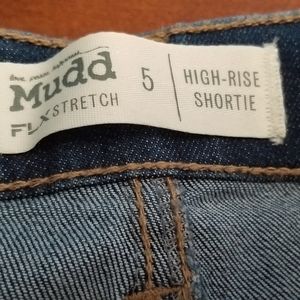 Mudd
FLX STRETCH
5
HIGH-RISE
SHORTIE